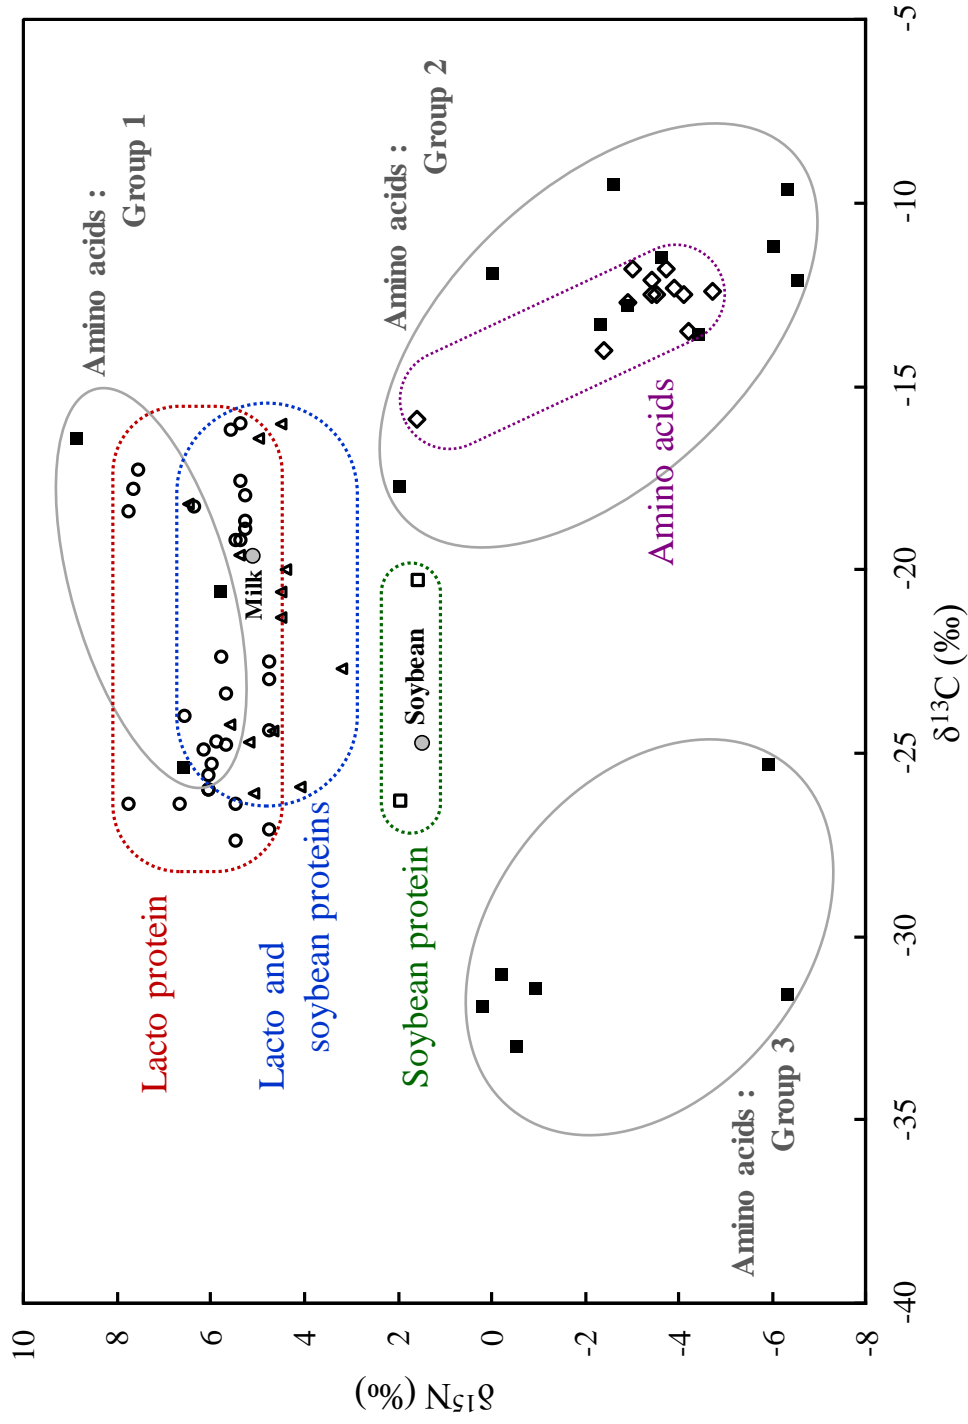 10
8
6
4
2
0
-2
-4
-6
-8
δ15N (‰)
-40
-35
-30
-25
-20
-15
-10
-5
δ13C (‰)
Amino acids :
Group 1
Amino acids :
Group 2
Amino acids :
Group 3
Lacto protein
Lacto and
soybean proteins
Soybean protein
Amino acids
Milk
Soybean